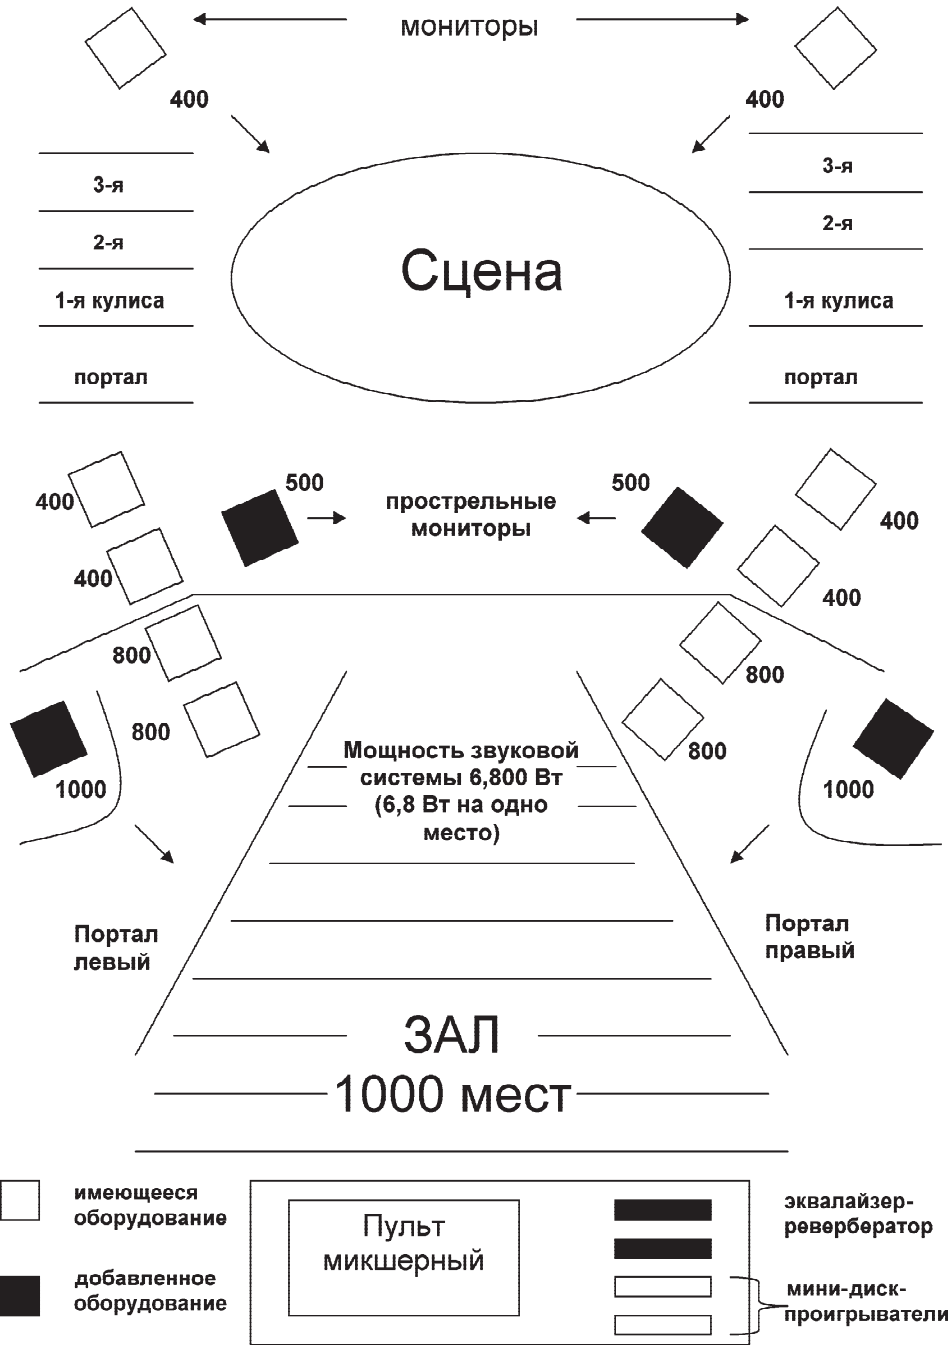 мониторы
400
400
3-я
3-я
2-я
2-я
Сцена
1-я кулиса
1-я кулиса
портал
портал
400
500
прострельные
мониторы
500
400
400
400
800
800
800
800
1000
1000
Мощность звуковой
системы 6,800 Вт
(6,8 Вт на одно
место)
Портал
левый
Портал
правый
ЗАЛ
1000 мест
имеющееся
оборудование
добавленное
оборудование
Пульт
микшерный
эквалайзер-
ревербератор
мини-диск-
проигрыватели